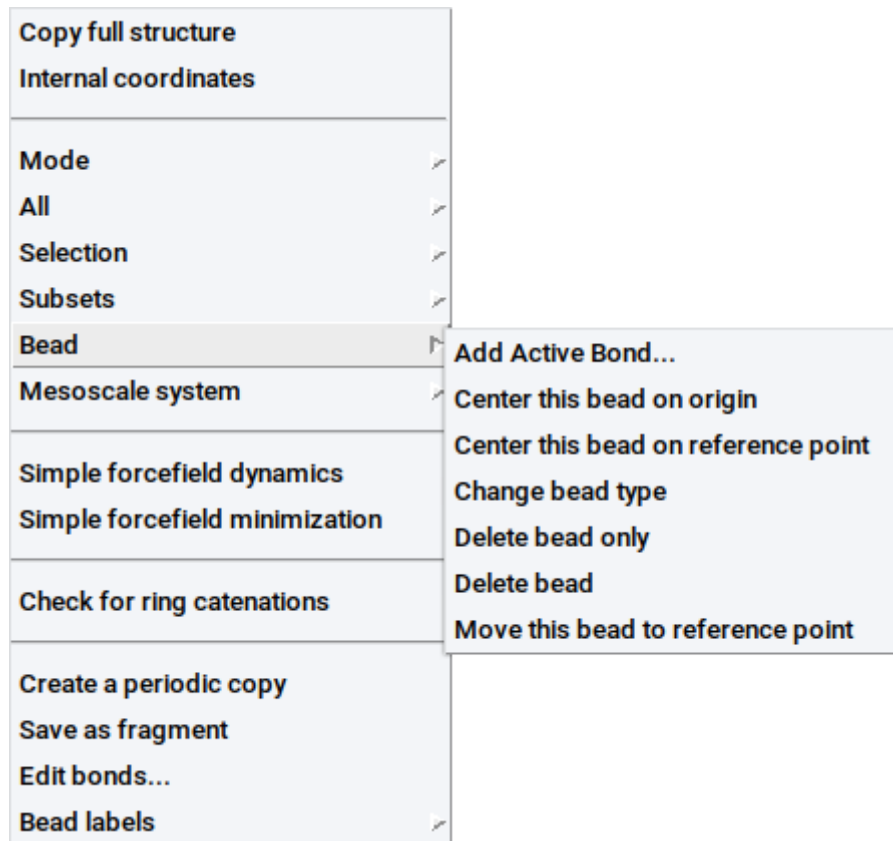 Copy full structure
Internal coordinates
Mode
All
Selection
Subsets
Bead
Mesoscale system
Simple forcefield dynamics
Simple forcefield minimization
Check for ring catenations
Create a periodic copy
Save as fragment
Edit bonds...
Bead labels
Add Active Bond...
Center this bead on origin
Center this bead on reference point
Change bead type
Delete bead only
Delete bead
Move this bead to reference point